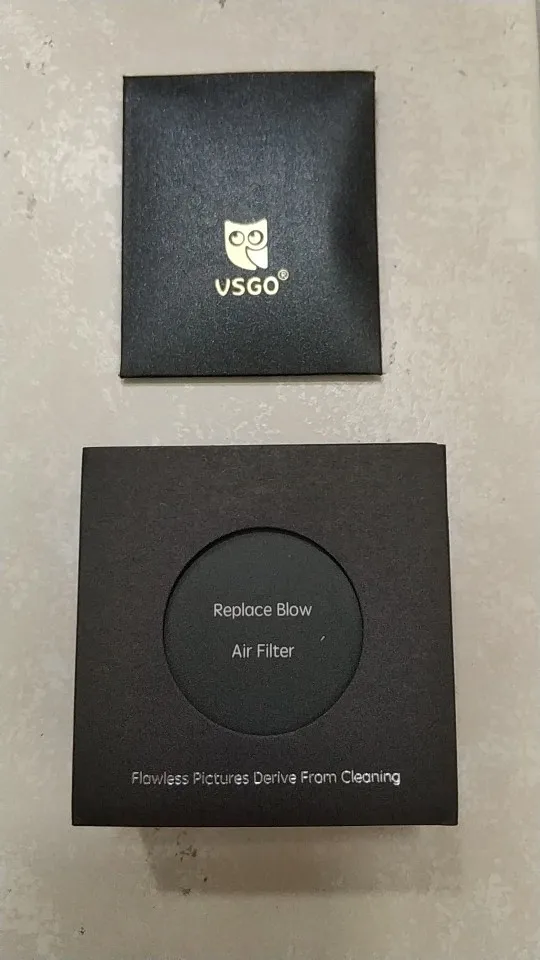 VSGO®
Replace Blow
Air Filter
Flawless Pictures Derive From Cleaning